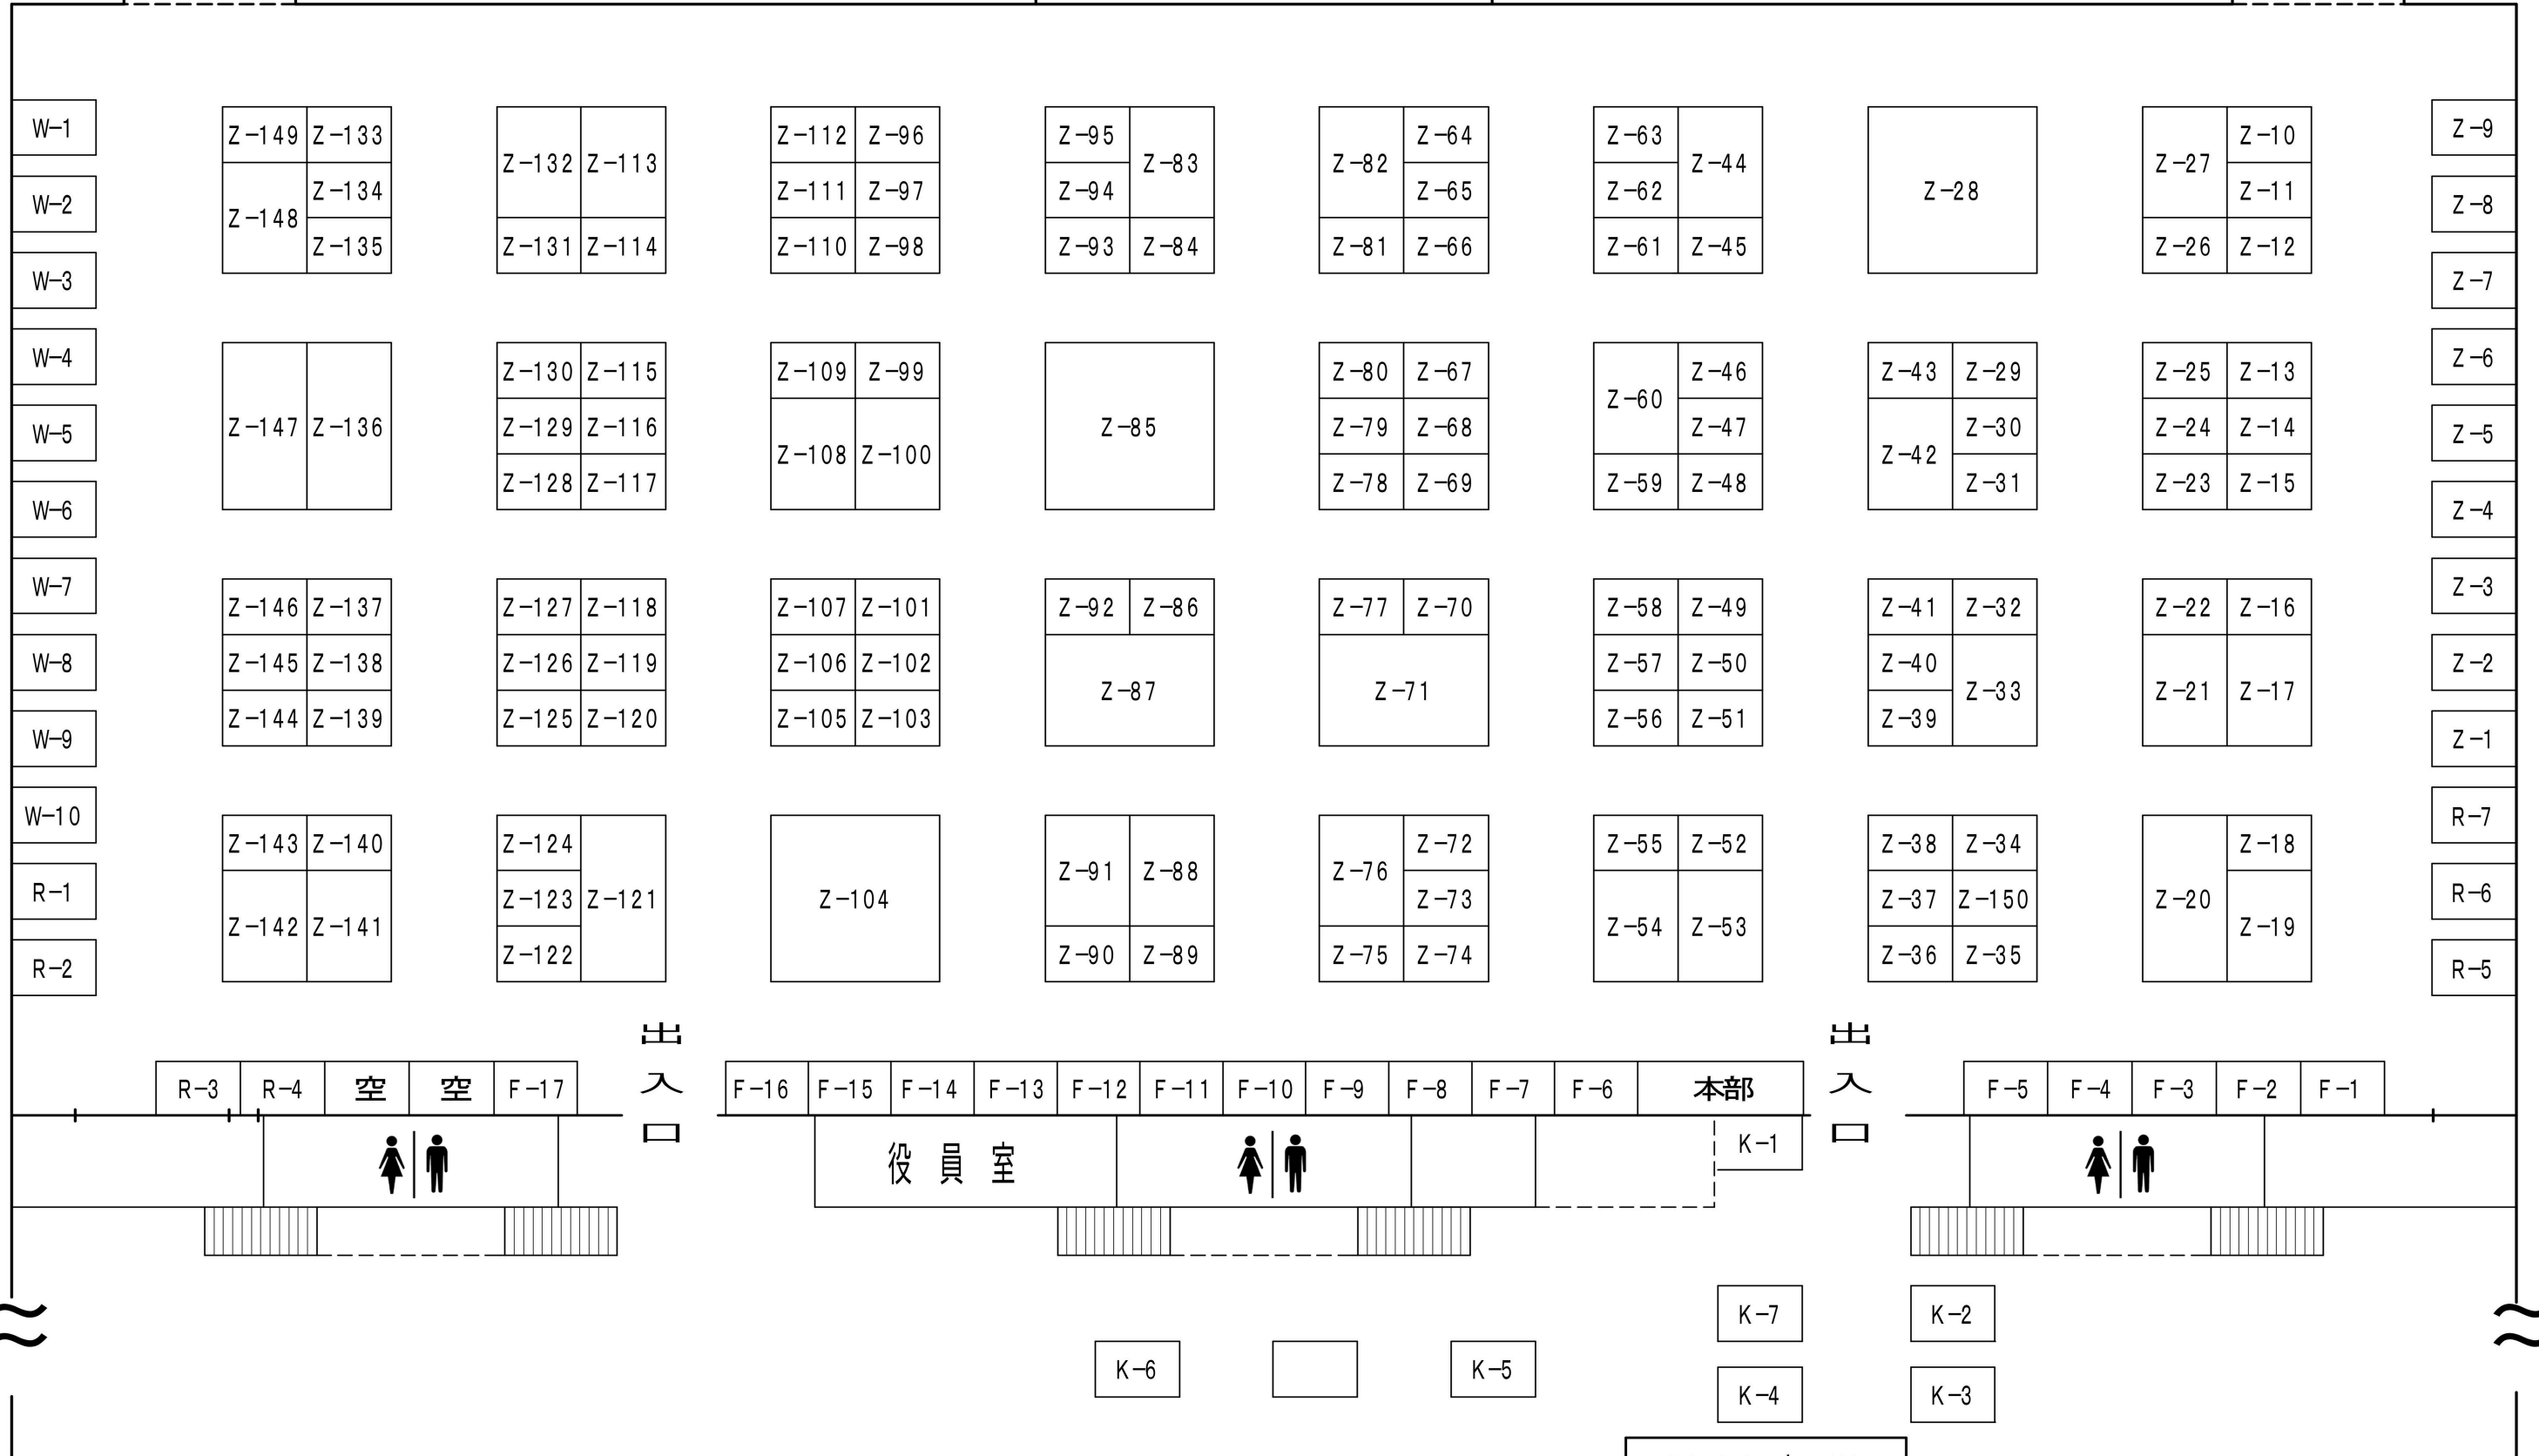 W-1 Z-149 Z-133 Z-132 Z-113 Z-112 Z-96 Z-95 Z-83 Z-82 Z-64 Z-63 Z-44 Z-28 Z-27 Z-10 Z-9
W-2 Z-148 Z-134 Z-111 Z-97 Z-94 Z-65 Z-62 Z-11 Z-8
W-3 Z-135 Z-131 Z-114 Z-110 Z-98 Z-93 Z-84 Z-81 Z-66 Z-61 Z-45 Z-26 Z-12 Z-7
W-4 Z-147 Z-136 Z-130 Z-115 Z-109 Z-99 Z-85 Z-80 Z-67 Z-60 Z-46 Z-43 Z-29 Z-25 Z-13 Z-6
W-5 Z-129 Z-116 Z-108 Z-100 Z-79 Z-68 Z-47 Z-42 Z-30 Z-24 Z-14 Z-5
W-6 Z-128 Z-117 Z-78 Z-69 Z-59 Z-48 Z-31 Z-23 Z-15 Z-4
W-7 Z-146 Z-137 Z-127 Z-118 Z-107 Z-101 Z-92 Z-86 Z-77 Z-70 Z-58 Z-49 Z-41 Z-32 Z-22 Z-16 Z-3
W-8 Z-145 Z-138 Z-126 Z-119 Z-106 Z-102 Z-87 Z-71 Z-57 Z-50 Z-40 Z-33 Z-21 Z-17 Z-2
W-9 Z-144 Z-139 Z-125 Z-120 Z-105 Z-103 Z-56 Z-51 Z-39 Z-1
W-10 Z-143 Z-140 Z-124 Z-121 Z-104 Z-91 Z-88 Z-76 Z-72 Z-55 Z-52 Z-38 Z-34 Z-20 Z-18 R-7
R-1 Z-142 Z-141 Z-123 Z-73 Z-54 Z-53 Z-37 Z-150 Z-19 R-6
R-2 Z-122 Z-90 Z-89 Z-75 Z-74 Z-36 Z-35 R-5
出入口 出入口
R-3 R-4 空 空 F-17 F-16 F-15 F-14 F-13 F-12 F-11 F-10 F-9 F-8 F-7 F-6 本部 F-5 F-4 F-3 F-2 F-1
役員室 K-1
K-7 K-2
K-6 K-5
K-4 K-3